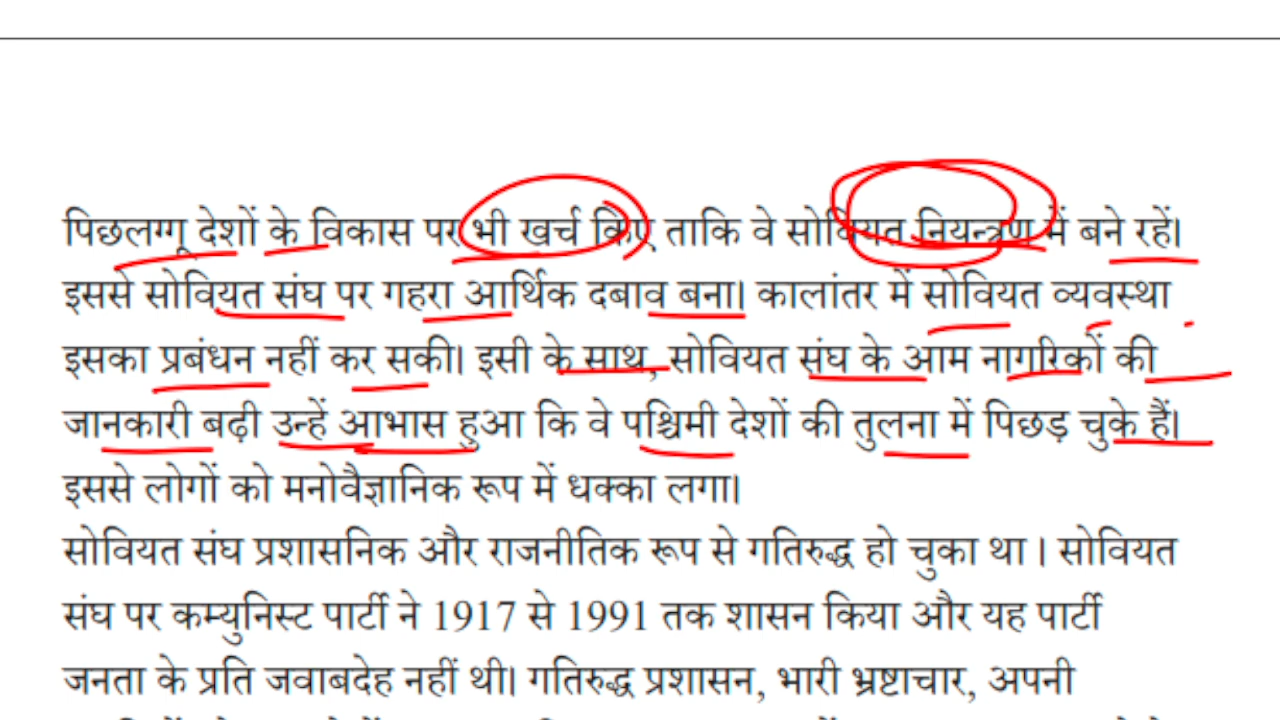 पिछलग्गू देशों के विकास पर भी खर्च किए ताकि वे सोवियत नियन्त्रण में बने रहें।
इससे सोवियत संघ पर गहरा आर्थिक दबाव बना। कालांतर में सोवियत व्यवस्था
इसका प्रबंधन नहीं कर सकी। इसी के साथ, सोवियत संघ के आम नागरिकों की
जानकारी बढ़ी उन्हें आभास हुआ कि वे पश्चिमी देशों की तुलना में पिछड़ चुके हैं।
इससे लोगों को मनोवैज्ञानिक रूप में धक्का लगा।
सोवियत संघ प्रशासनिक और राजनीतिक रूप से गतिरुद्ध हो चुका था । सोवियत
संघ पर कम्युनिस्ट पार्टी ने 1917 से 1991 तक शासन किया और यह पार्टी
जनता के प्रति जवाबदेह नहीं थी। गतिरुद्ध प्रशासन, भारी भ्रष्टाचार, अपनी